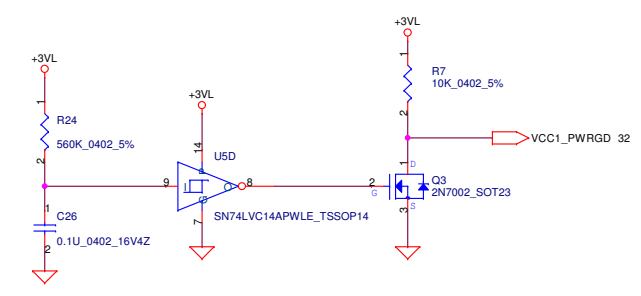 +3VL
1
R24
560K_0402_5%
2
1
C26
0.1U_0402_16V4Z
2
+3VL
14
U5D
9
I
O
8
P
G
7
SN74LVC14APWLE_TSSOP14
+3VL
1
R7
10K_0402_5%
2
VCC1_PWRGD 32
1
D
2
G
Q3
2N7002_SOT23
3
S